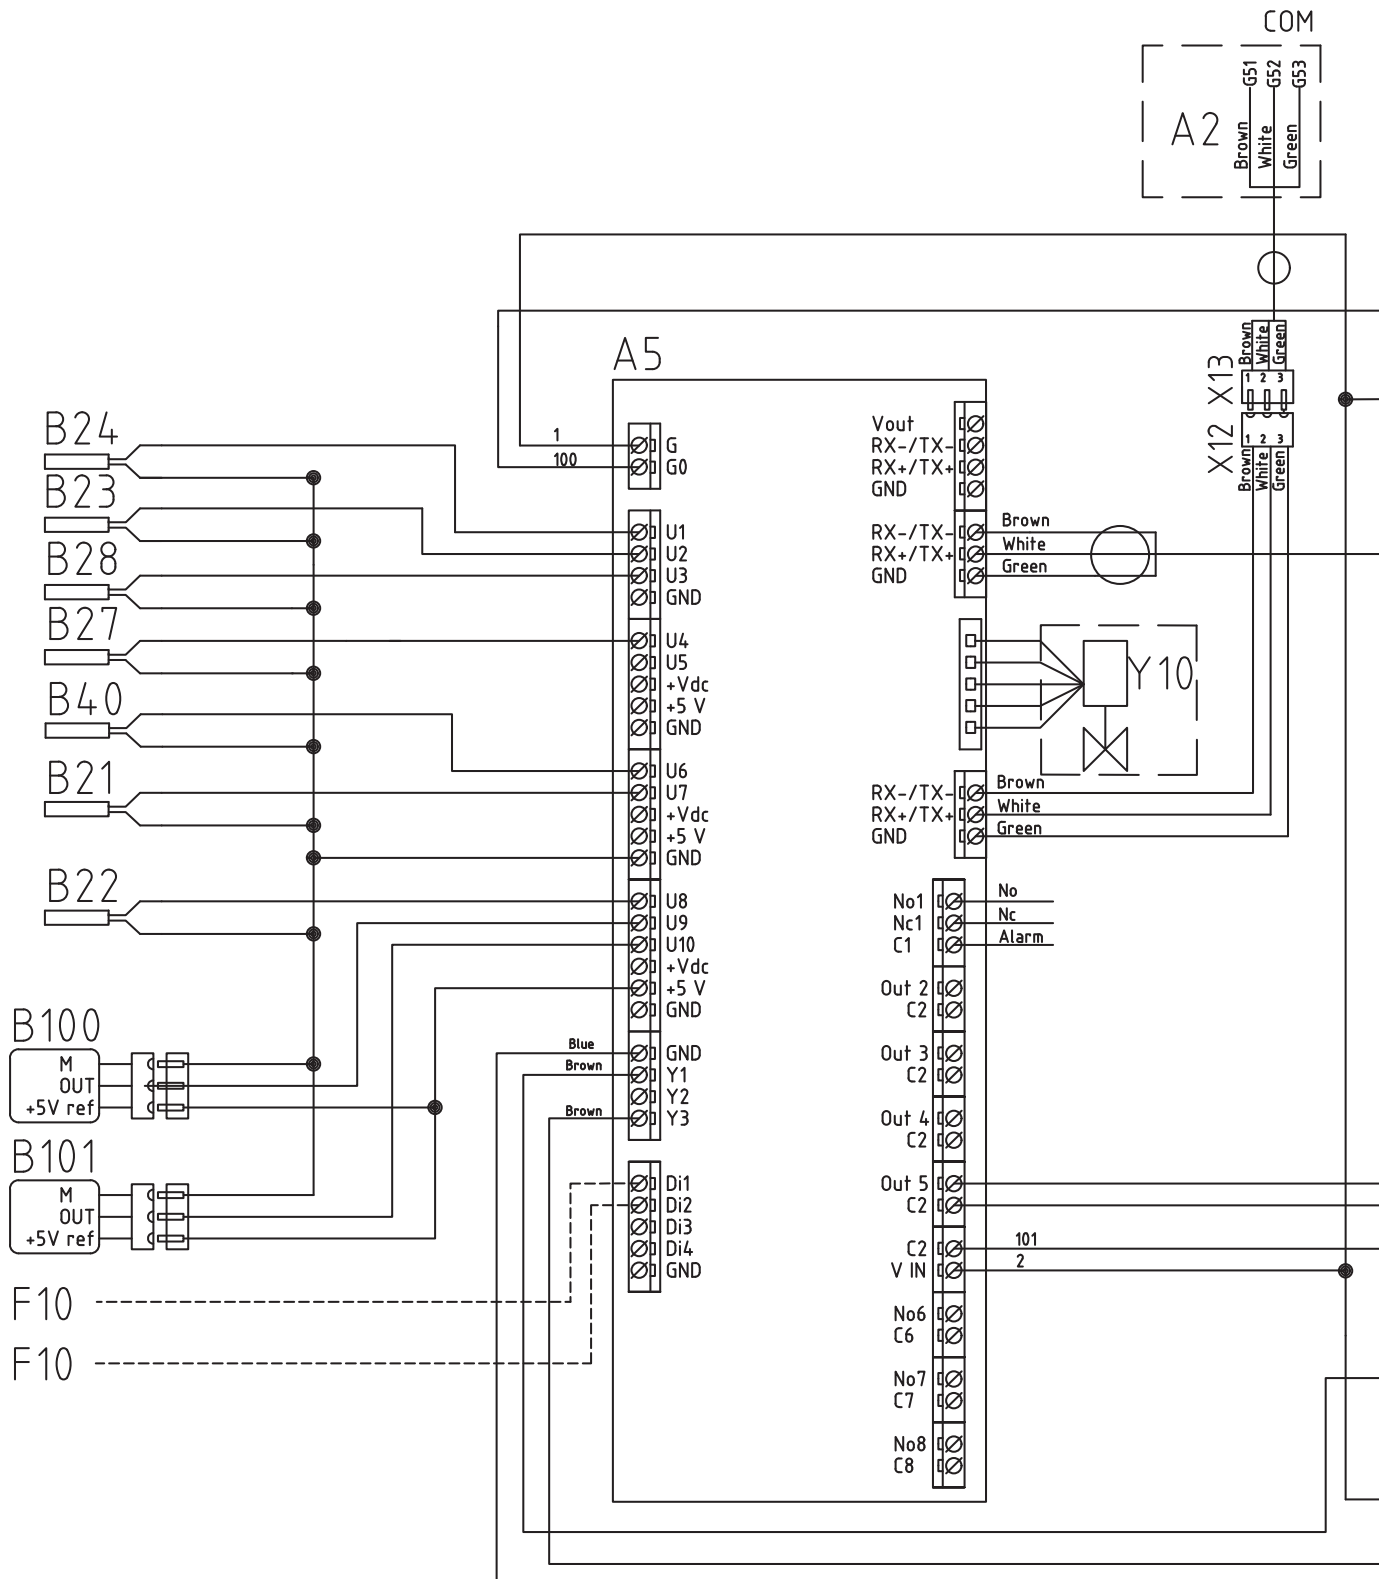 COM
G51 G52 G53
A2
Brown White Green
Brown White Green
X13
1 2 3
X12
1 2 3
Brown White Green
A5
B24
B23
B28
B27
B40
B21
B22
B100
M
OUT
+5V ref
B101
M
OUT
+5V ref
F10
F10
1
100
G
G0
U1
U2
U3
GND
U4
U5
+Vdc
+5 V
GND
U6
U7
+Vdc
+5 V
GND
U8
U9
U10
+Vdc
+5 V
GND
Blue
Brown
Brown
GND
Y1
Y2
Y3
Di1
Di2
Di3
Di4
GND
Vout
RX-/TX-
RX+/TX+
GND
RX-/TX-
RX+/TX+
GND
Brown
White
Green
Y10
RX-/TX-
RX+/TX+
GND
Brown
White
Green
No1
Nc1
C1
No
Nc
Alarm
Out 2
C2
Out 3
C2
Out 4
C2
Out 5
C2
C2
V IN
101
2
No6
C6
No7
C7
No8
C8